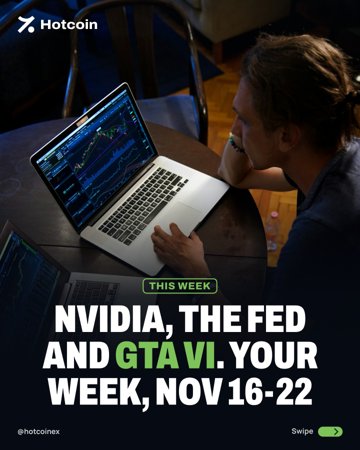 Hotcoin
THIS WEEK
NVIDIA, THE FED
AND GTA VI. YOUR
WEEK, NOV 16-22
@hotcoinex
Swipe